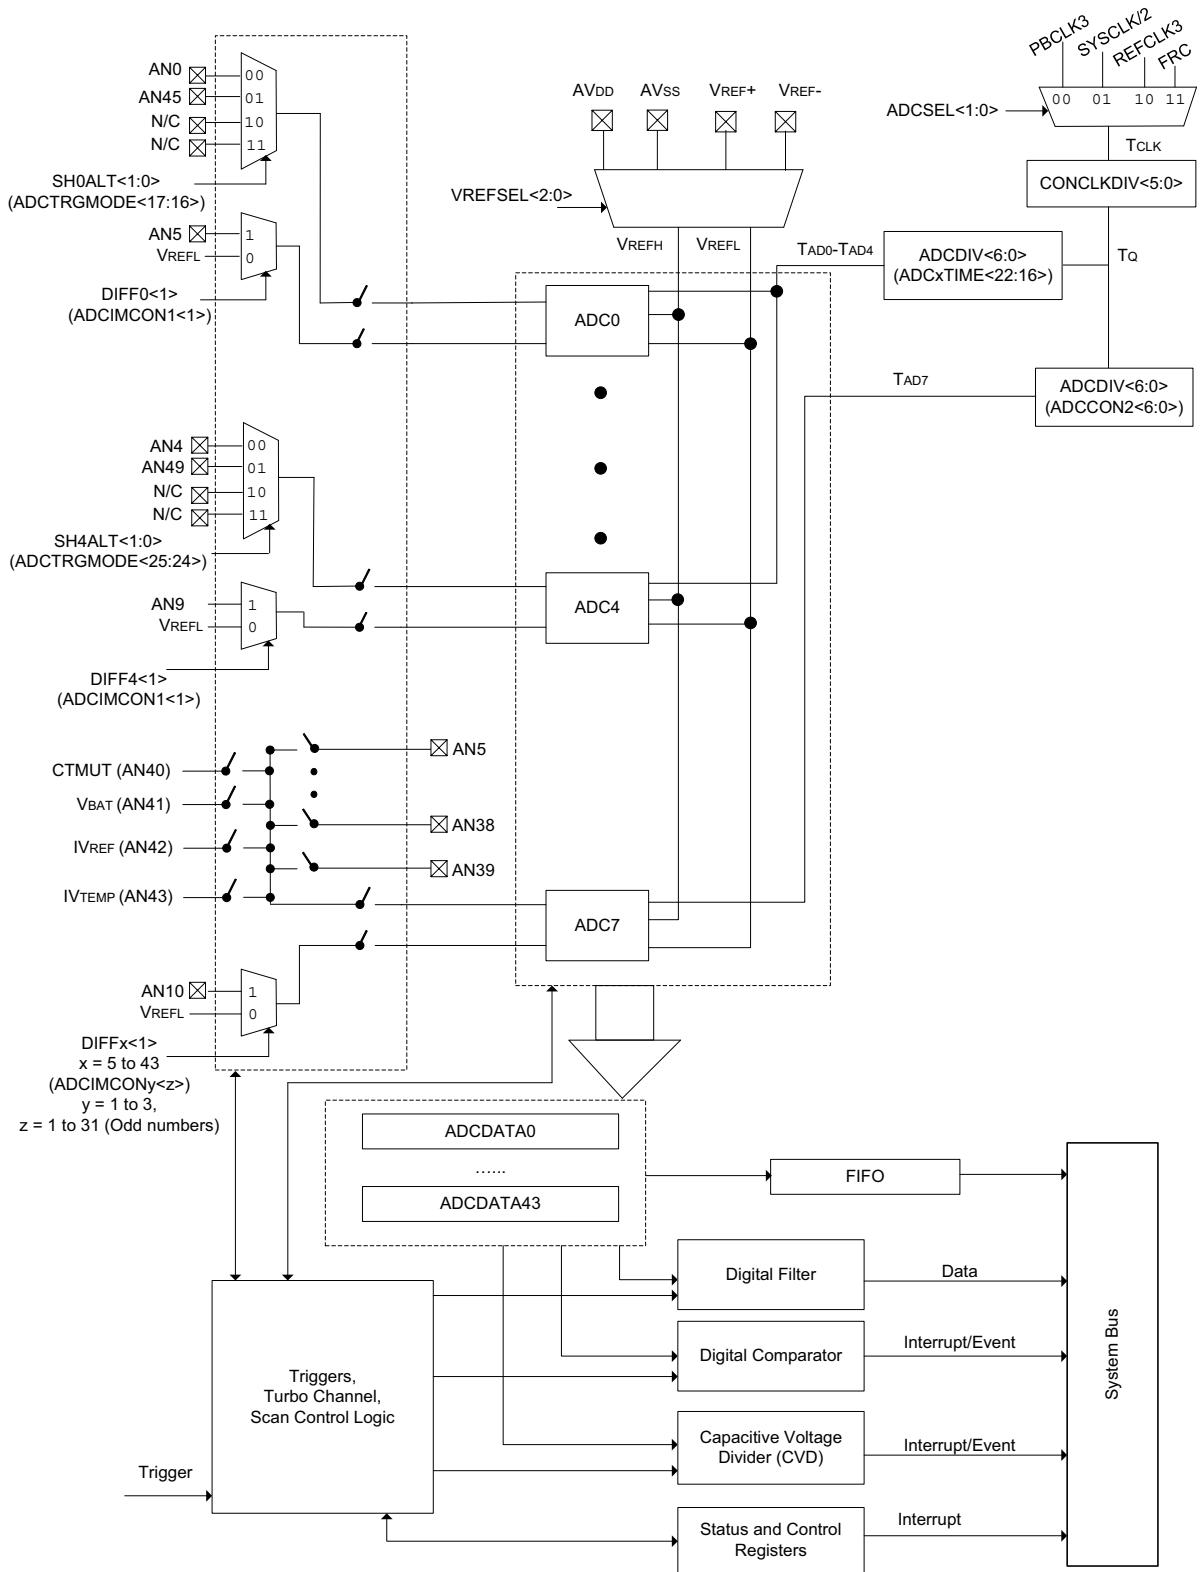 AN0
AN45
N/C
N/C
00
01
10
11
SH0ALT<1:0>
(ADCTRGMODE<17:16>)
AN5
VREFL
1
0
DIFF0<1>
(ADCIMCON1<1>)
AVDD
AVSS
VREF+
VREF-
VREFSEL<2:0>
VREFH
VREFL
PBCLK3
SYSCLK/2
REFCLK3
FRC
00
01
10
11
ADCSEL<1:0>
TCLK
CONCLKDIV<5:0>
TAD0-TAD4
ADCDIV<6:0>
(ADCxTIME<22:16>)
TQ
ADC0
TAD7
ADCDIV<6:0>
(ADCCON2<6:0>)
AN4
AN49
N/C
N/C
00
01
10
11
SH4ALT<1:0>
(ADCTRGMODE<25:24>)
AN9
VREFL
1
0
DIFF4<1>
(ADCIMCON1<1>)
ADC4
CTMUT (AN40)
VBAT (AN41)
IVREF (AN42)
IVTEMP (AN43)
AN5
AN38
AN39
ADC7
AN10
VREFL
1
0
DIFFx<1>
x = 5 to 43
(ADCIMCONy<z>)
y = 1 to 3,
z = 1 to 31 (Odd numbers)
ADCDATA0
......
ADCDATA43
FIFO
Digital Filter
Data
Digital Comparator
Interrupt/Event
Capacitive Voltage
Divider (CVD)
Interrupt/Event
Status and Control
Registers
Interrupt
System Bus
Triggers,
Turbo Channel,
Scan Control Logic
Trigger